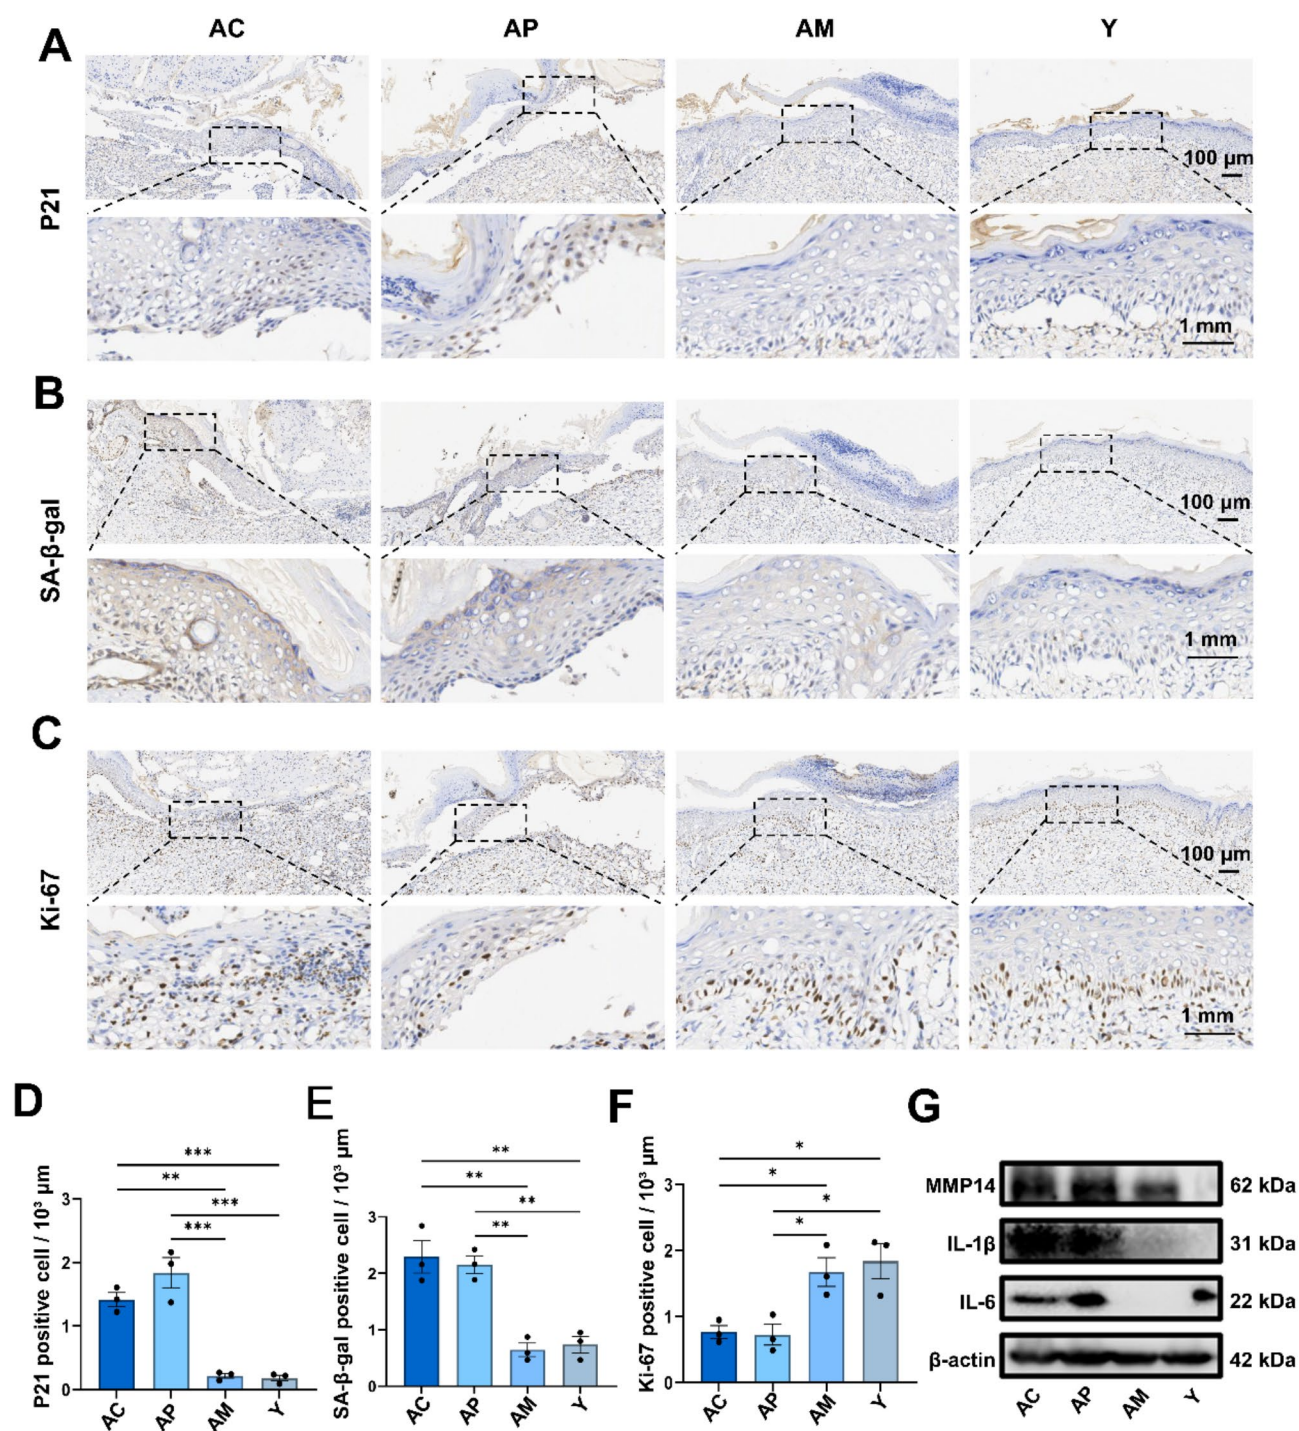 AC AP AM Y
A
P21
100 µm
1 mm
B
SA-β-gal
100 µm
1 mm
C
Ki-67
100 µm
1 mm
D
P21 positive cell / 10³ µm
***
**
***
***
3
2
1
0
AC AP AM Y
E
SA-β-gal positive cell / 10³ µm
**
**
**
**
3
2
1
0
AC AP AM Y
F
Ki-67 positive cell / 10³ µm
*
*
*
*
3
2
1
0
AC AP AM Y
G
MMP14 62 kDa
IL-1β 31 kDa
IL-6 22 kDa
β-actin 42 kDa
AC AP AM Y